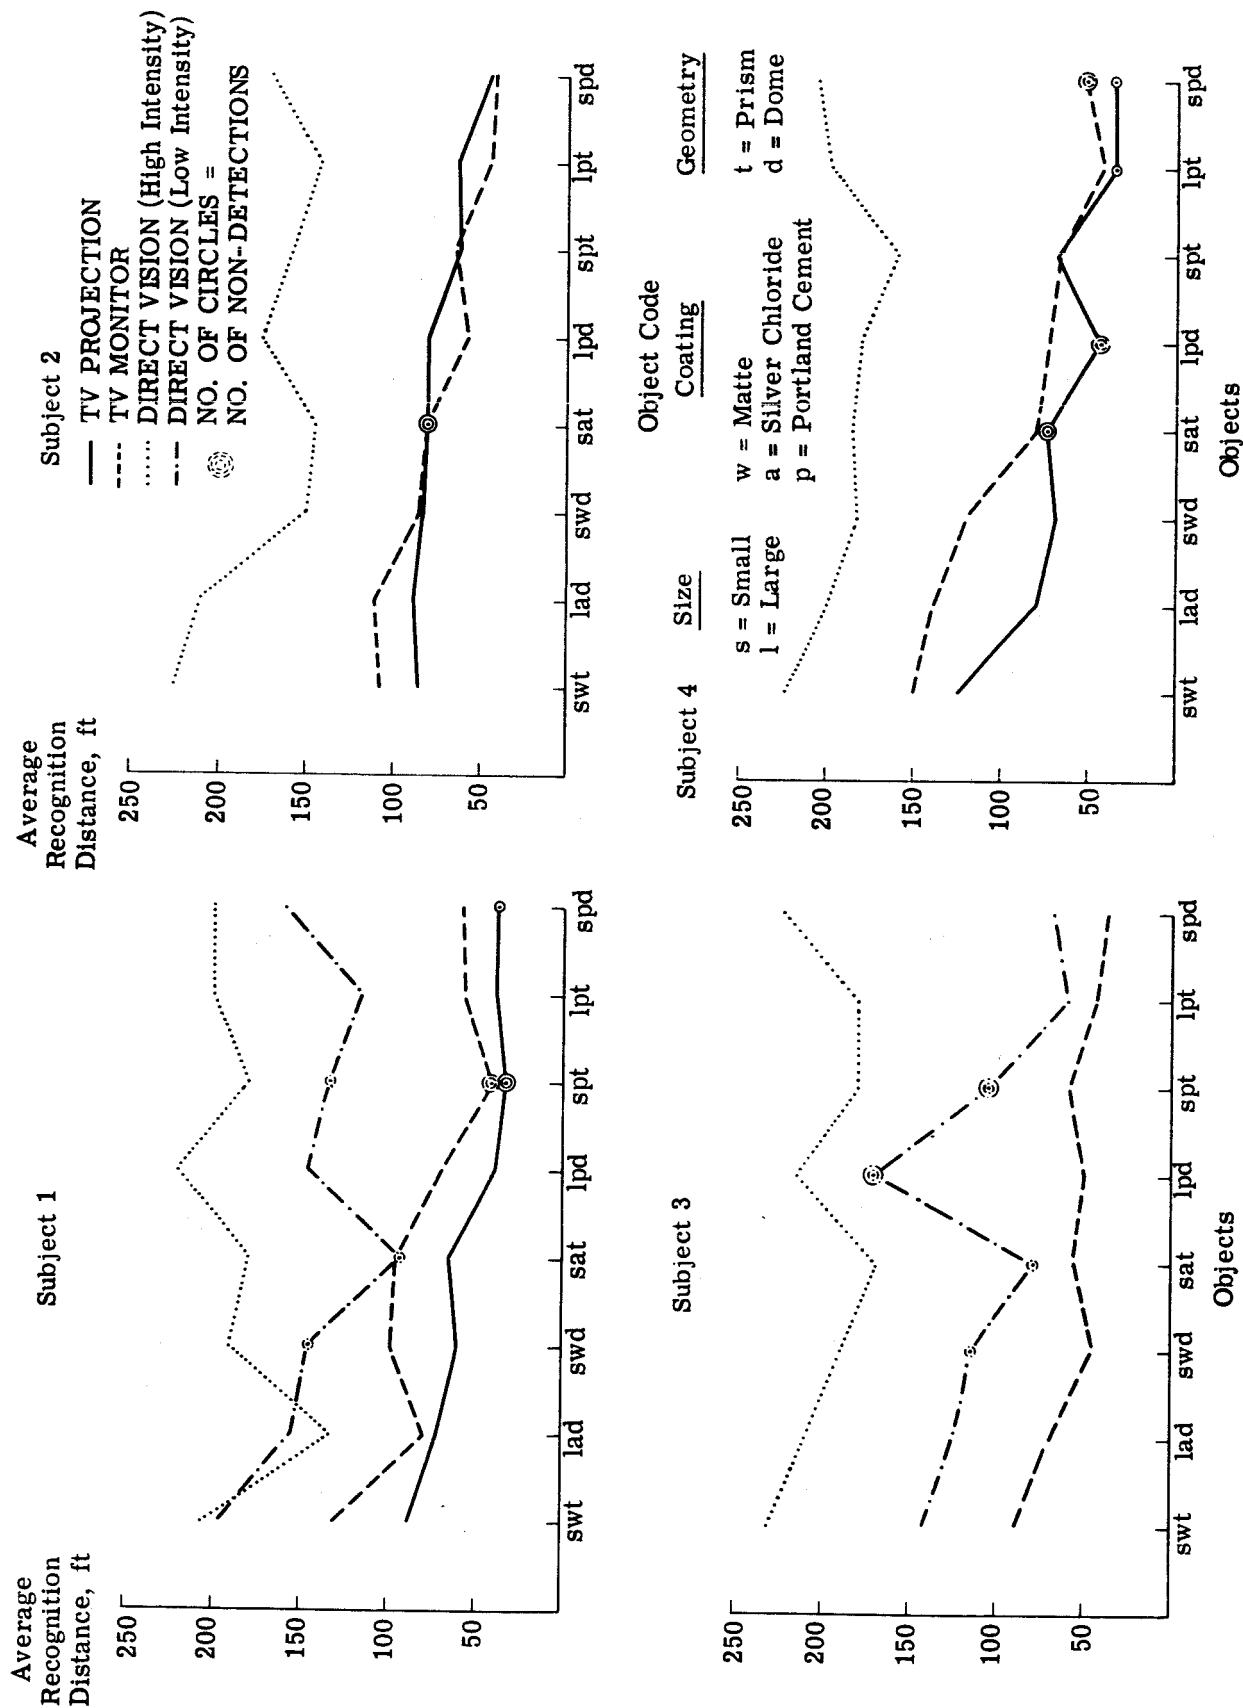 Average
Recognition
Distance, ft
Subject 1
250
200
150
100
50
swt
lad
swd
sat
lpd
spt
lpt
spd
Average
Recognition
Distance, ft
Subject 2
TV PROJECTION
TV MONITOR
DIRECT VISION (High Intensity)
DIRECT VISION (Low Intensity)
NO. OF CIRCLES =
NO. OF NON-DETECTIONS
250
200
150
100
50
swt
lad
swd
sat
lpd
spt
lpt
spd
Subject 3
250
200
150
100
50
swt
lad
swd
sat
lpd
spt
lpt
spd
Objects
Subject 4
Object Code
Size
Coating
Geometry
s = Small
w = Matte
t = Prism
l = Large
a = Silver Chloride
d = Dome
p = Portland Cement
250
200
150
100
50
swt
lad
swd
sat
lpd
spt
lpt
spd
Objects